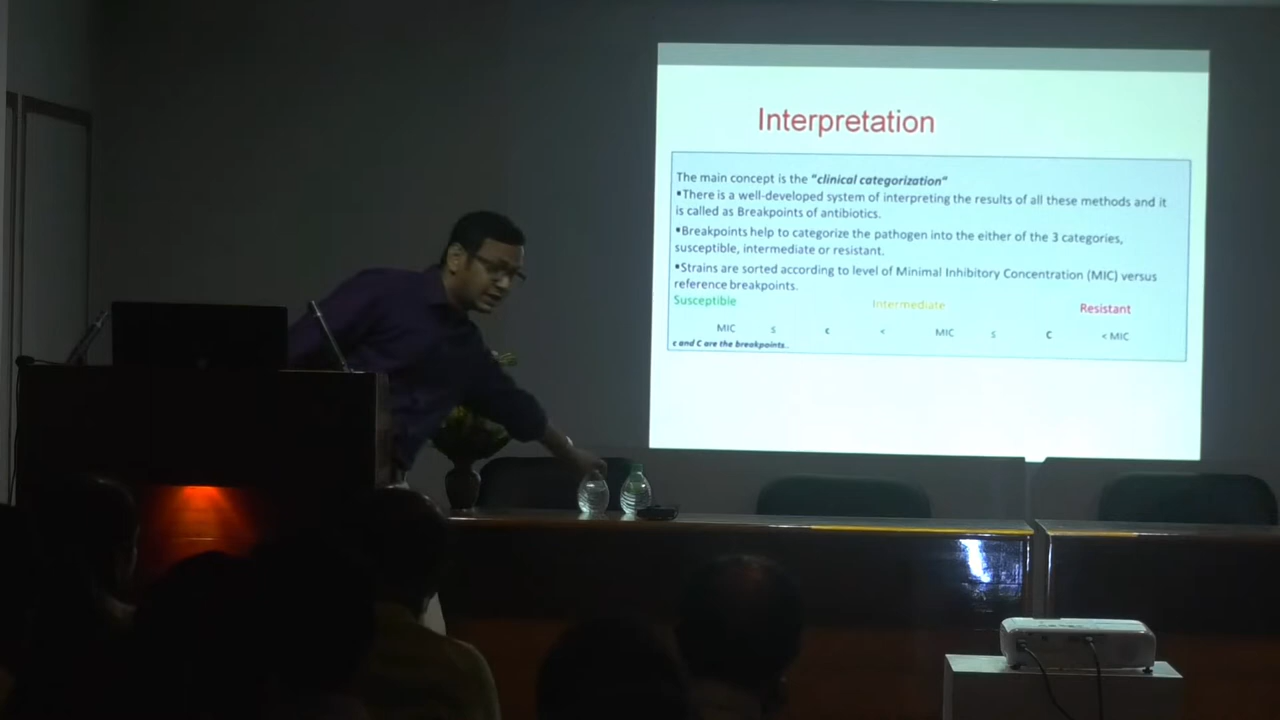 Interpretation
The main concept is the "clinical categorization"
•There is a well-developed system of interpreting the results of all these methods and it
is called as Breakpoints of antibiotics.
•Breakpoints help to categorize the pathogen into the either of the 3 categories,
susceptible, intermediate or resistant.
•Strains are sorted according to level of Minimal Inhibitory Concentration (MIC) versus
reference breakpoints.
Susceptible Intermediate Resistant
MIC s c < MIC s C < MIC
c and C are the breakpoints..